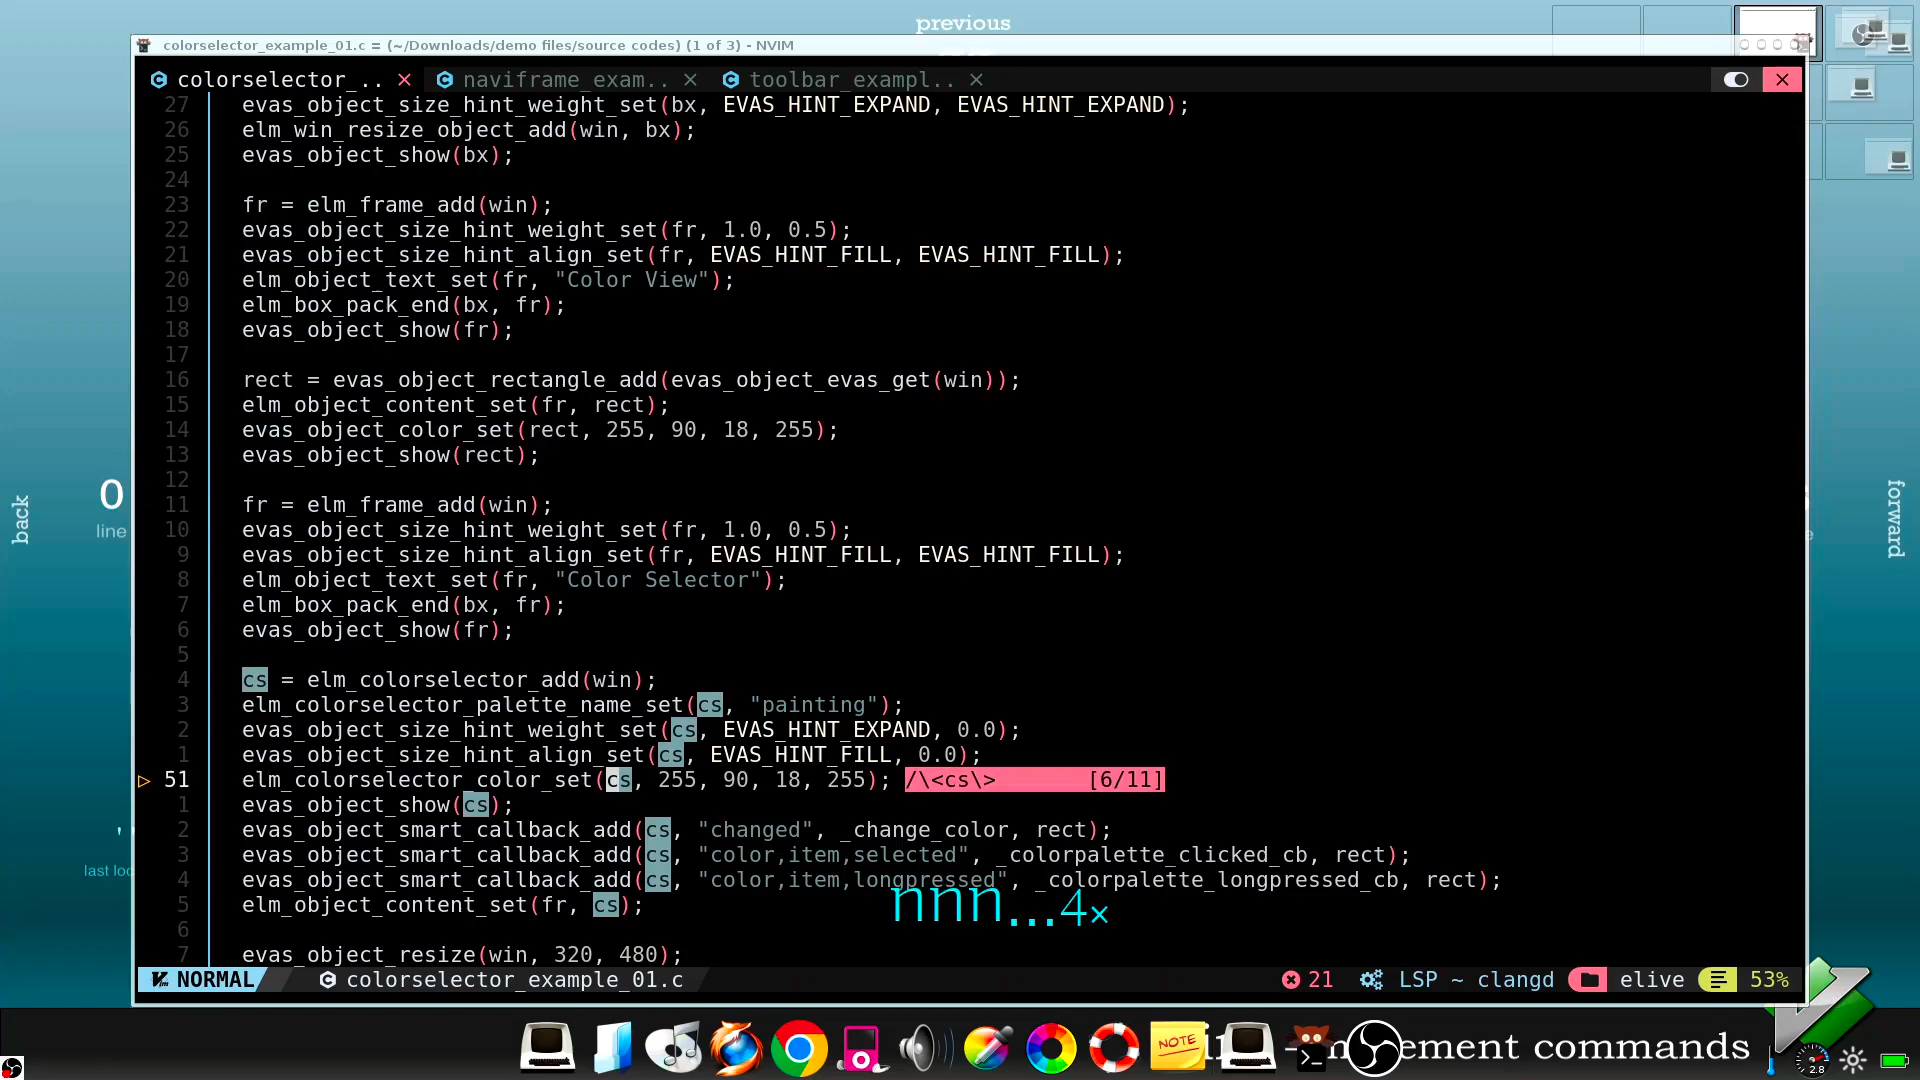 previous
colorselector_example_01.c = (~/Downloads/demo files/source codes) (1 of 3) - NVIM
colorselector_.. × naviframe_exam.. × toolbar_exampl.. ×
27 evas_object_size_hint_weight_set(bx, EVAS_HINT_EXPAND, EVAS_HINT_EXPAND);
26 elm_win_resize_object_add(win, bx);
25 evas_object_show(bx);
24
23 fr = elm_frame_add(win);
22 evas_object_size_hint_weight_set(fr, 1.0, 0.5);
21 evas_object_size_hint_align_set(fr, EVAS_HINT_FILL, EVAS_HINT_FILL);
20 elm_object_text_set(fr, "Color View");
19 elm_box_pack_end(bx, fr);
18 evas_object_show(fr);
17
16 rect = evas_object_rectangle_add(evas_object_evas_get(win));
15 elm_object_content_set(fr, rect);
14 evas_object_color_set(rect, 255, 90, 18, 255);
13 evas_object_show(rect);
12
11 fr = elm_frame_add(win);
10 evas_object_size_hint_weight_set(fr, 1.0, 0.5);
9 evas_object_size_hint_align_set(fr, EVAS_HINT_FILL, EVAS_HINT_FILL);
8 elm_object_text_set(fr, "Color Selector");
7 elm_box_pack_end(bx, fr);
6 evas_object_show(fr);
5
4 cs = elm_colorselector_add(win);
3 elm_colorselector_palette_name_set(cs, "painting");
2 evas_object_size_hint_weight_set(cs, EVAS_HINT_EXPAND, 0.0);
1 evas_object_size_hint_align_set(cs, EVAS_HINT_FILL, 0.0);
51 elm_colorselector_color_set(cs, 255, 90, 18, 255); /\<cs\> [6/11]
1 evas_object_show(cs);
2 evas_object_smart_callback_add(cs, "changed", _change_color, rect);
3 evas_object_smart_callback_add(cs, "color,item,selected", _colorpalette_clicked_cb, rect);
4 evas_object_smart_callback_add(cs, "color,item,longpressed", _colorpalette_longpressed_cb, rect);
5 elm_object_content_set(fr, cs);
6
7 evas_object_resize(win, 320, 480);
nnn...4×
NORMAL colorselector_example_01.c 21 LSP ~ clangd elive 53%
back
0
line
last loc
forward
NOTE
ement commands
2.8